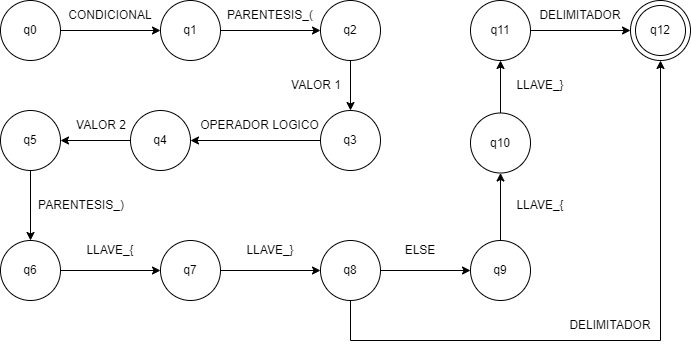 q0
CONDICIONAL
q1
PARENTESIS_(
q2
q11
DELIMITADOR
q12
VALOR 1
LLAVE_}
q5
VALOR 2
q4
OPERADOR LOGICO
q3
q10
PARENTESIS_)
LLAVE_{
q6
LLAVE_{
q7
LLAVE_}
q8
ELSE
q9
DELIMITADOR